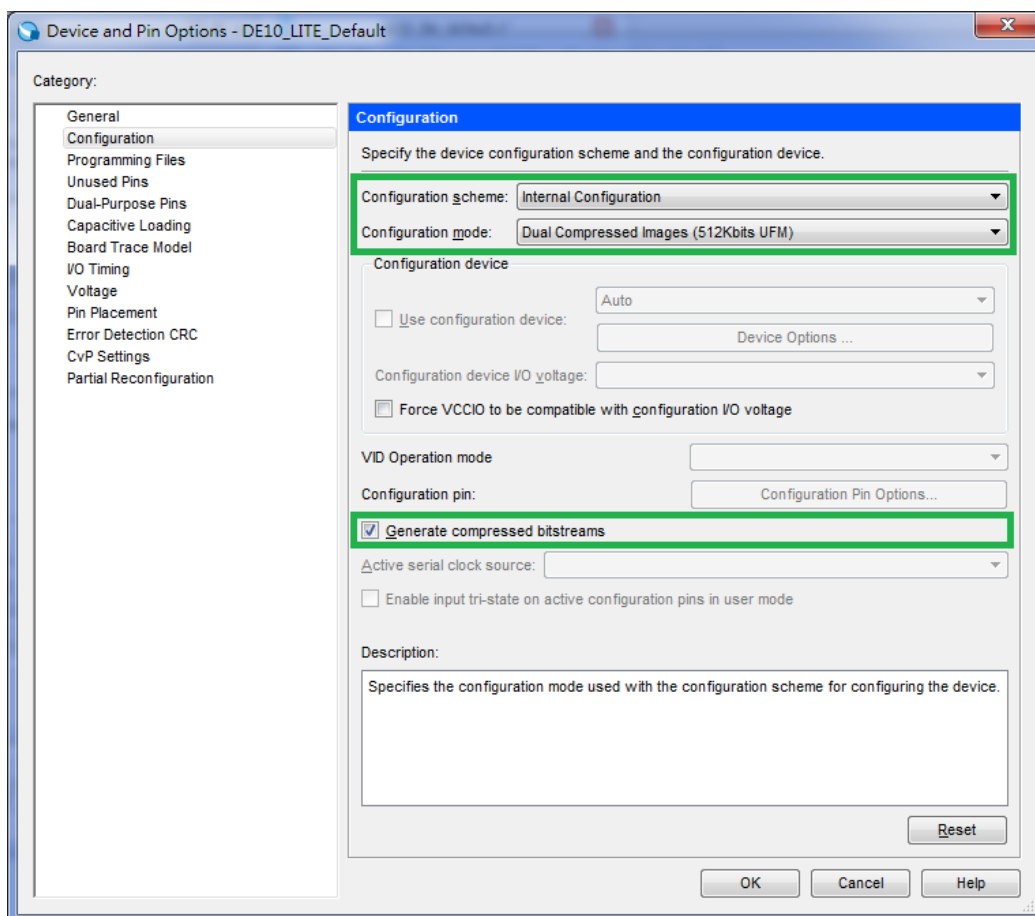 Device and Pin Options - DE10_LITE_Default
Category:
General
Configuration
Programming Files
Unused Pins
Dual-Purpose Pins
Capacitive Loading
Board Trace Model
I/O Timing
Voltage
Pin Placement
Error Detection CRC
CvP Settings
Partial Reconfiguration
Configuration
Specify the device configuration scheme and the configuration device.
Configuration scheme: Internal Configuration
Configuration mode: Dual Compressed Images (512Kbits UFM)
Configuration device
Auto
Use configuration device:
Device Options ...
Configuration device I/O voltage:
Force VCCIO to be compatible with configuration I/O voltage
VID Operation mode
Configuration pin: Configuration Pin Options...
Generate compressed bitstreams
Active serial clock source:
Enable input tri-state on active configuration pins in user mode
Description:
Specifies the configuration mode used with the configuration scheme for configuring the device.
Reset
OK Cancel Help